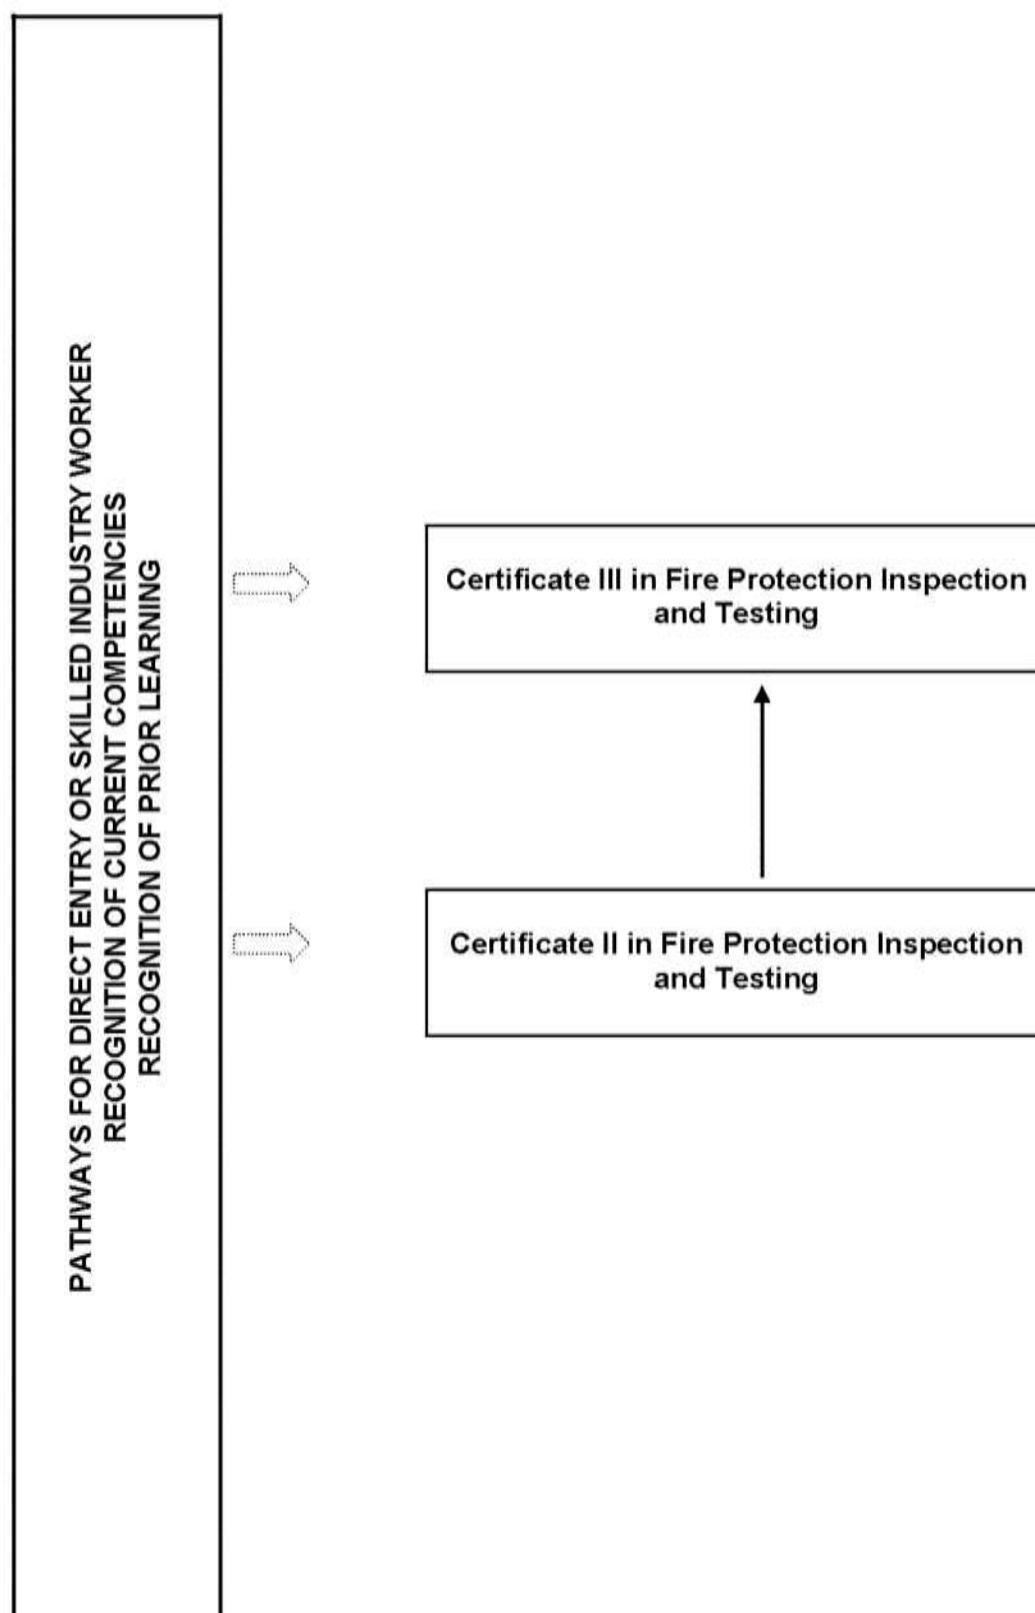 PATHWAYS FOR DIRECT ENTRY OR SKILLED INDUSTRY WORKER
RECOGNITION OF CURRENT COMPETENCIES
RECOGNITION OF PRIOR LEARNING
Certificate III in Fire Protection Inspection
and Testing
Certificate II in Fire Protection Inspection
and Testing